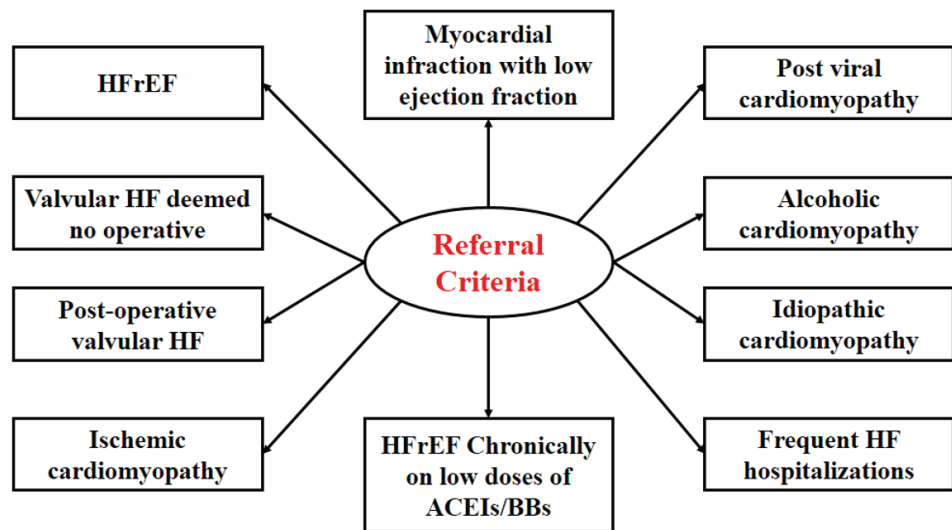 HFrEF
Myocardial
infraction with low
ejection fraction
Post viral
cardiomyopathy
Valvular HF deemed
no operative
Referral
Criteria
Alcoholic
cardiomyopathy
Post-operative
valvular HF
Idiopathic
cardiomyopathy
Ischemic
cardiomyopathy
HFrEF Chronically
on low doses of
ACEIs/BBs
Frequent HF
hospitalizations